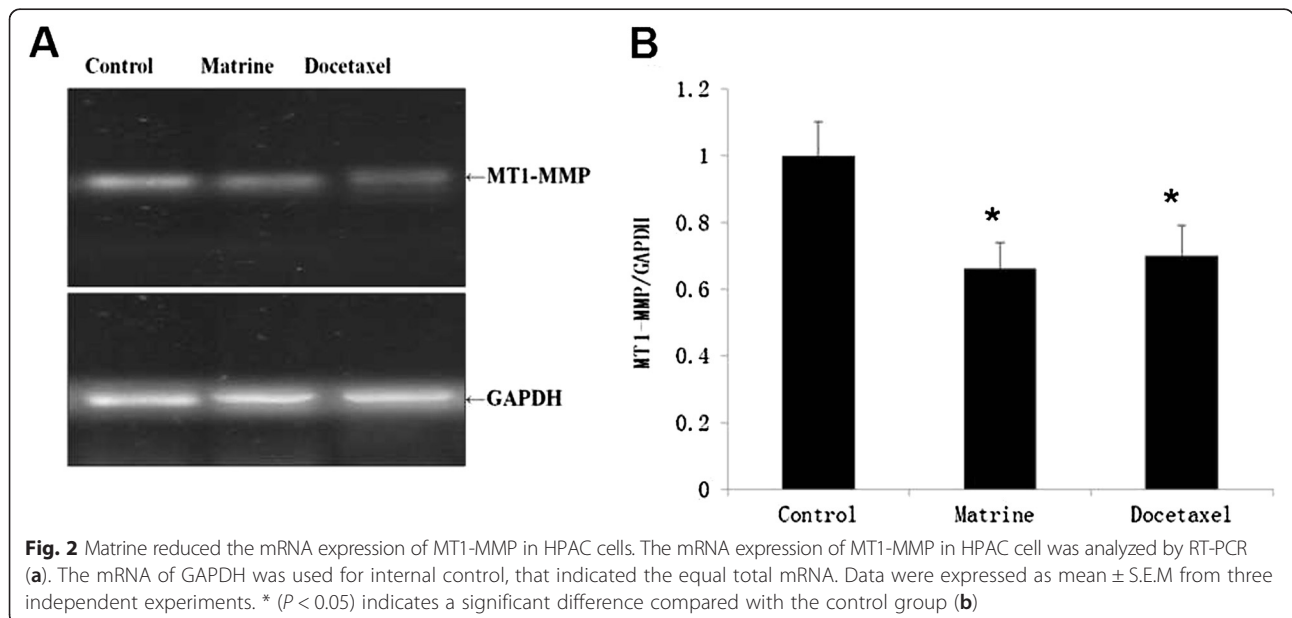 A
Control Matrine Docetaxel
←MT1-MMP
←GAPDH
B
MT1-MMP/GAPDH
1.2
1
0.8
0.6
0.4
0.2
0
*
*
Control Matrine Docetaxel
Fig. 2 Matrine reduced the mRNA expression of MT1-MMP in HPAC cells. The mRNA expression of MT1-MMP in HPAC cell was analyzed by RT-PCR
(a). The mRNA of GAPDH was used for internal control, that indicated the equal total mRNA. Data were expressed as mean ± S.E.M from three
independent experiments. * (P < 0.05) indicates a significant difference compared with the control group (b)